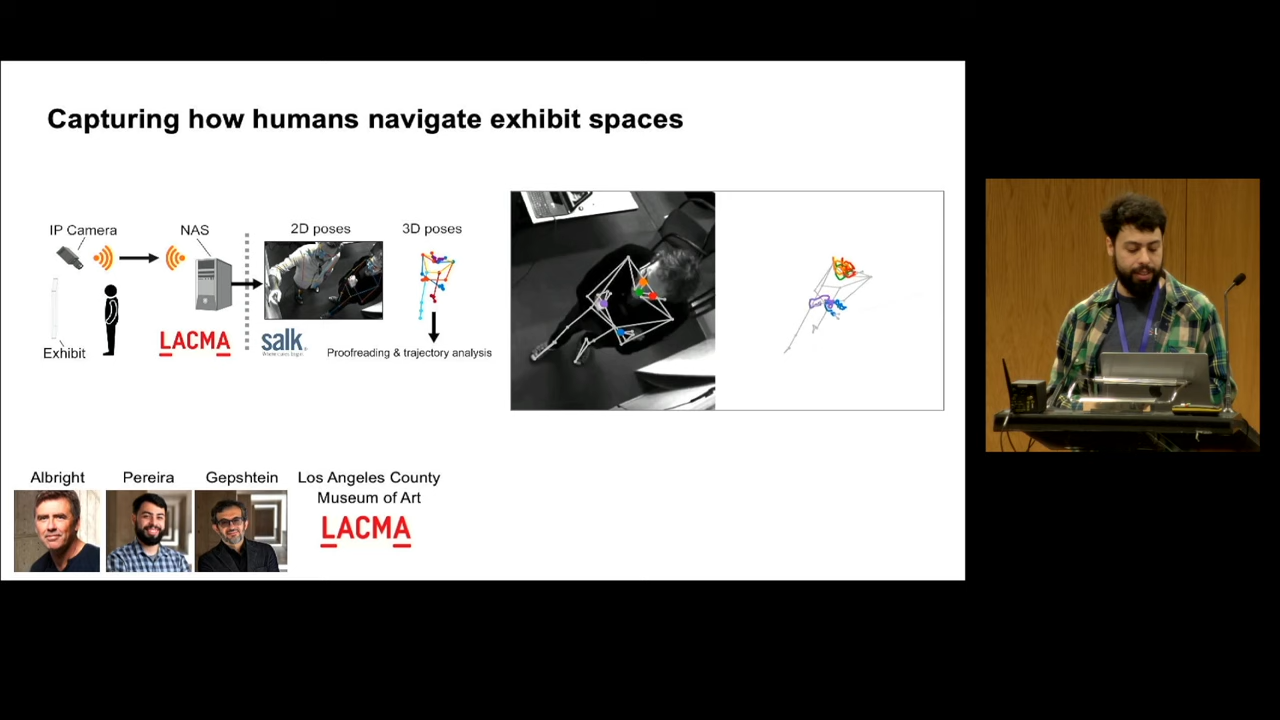 Capturing how humans navigate exhibit spaces
IP Camera
NAS
2D poses
3D poses
LACMA
salk
Exhibit
Proofreading & trajectory analysis
Albright
Pereira
Gepshtein
Los Angeles County
Museum of Art
LACMA